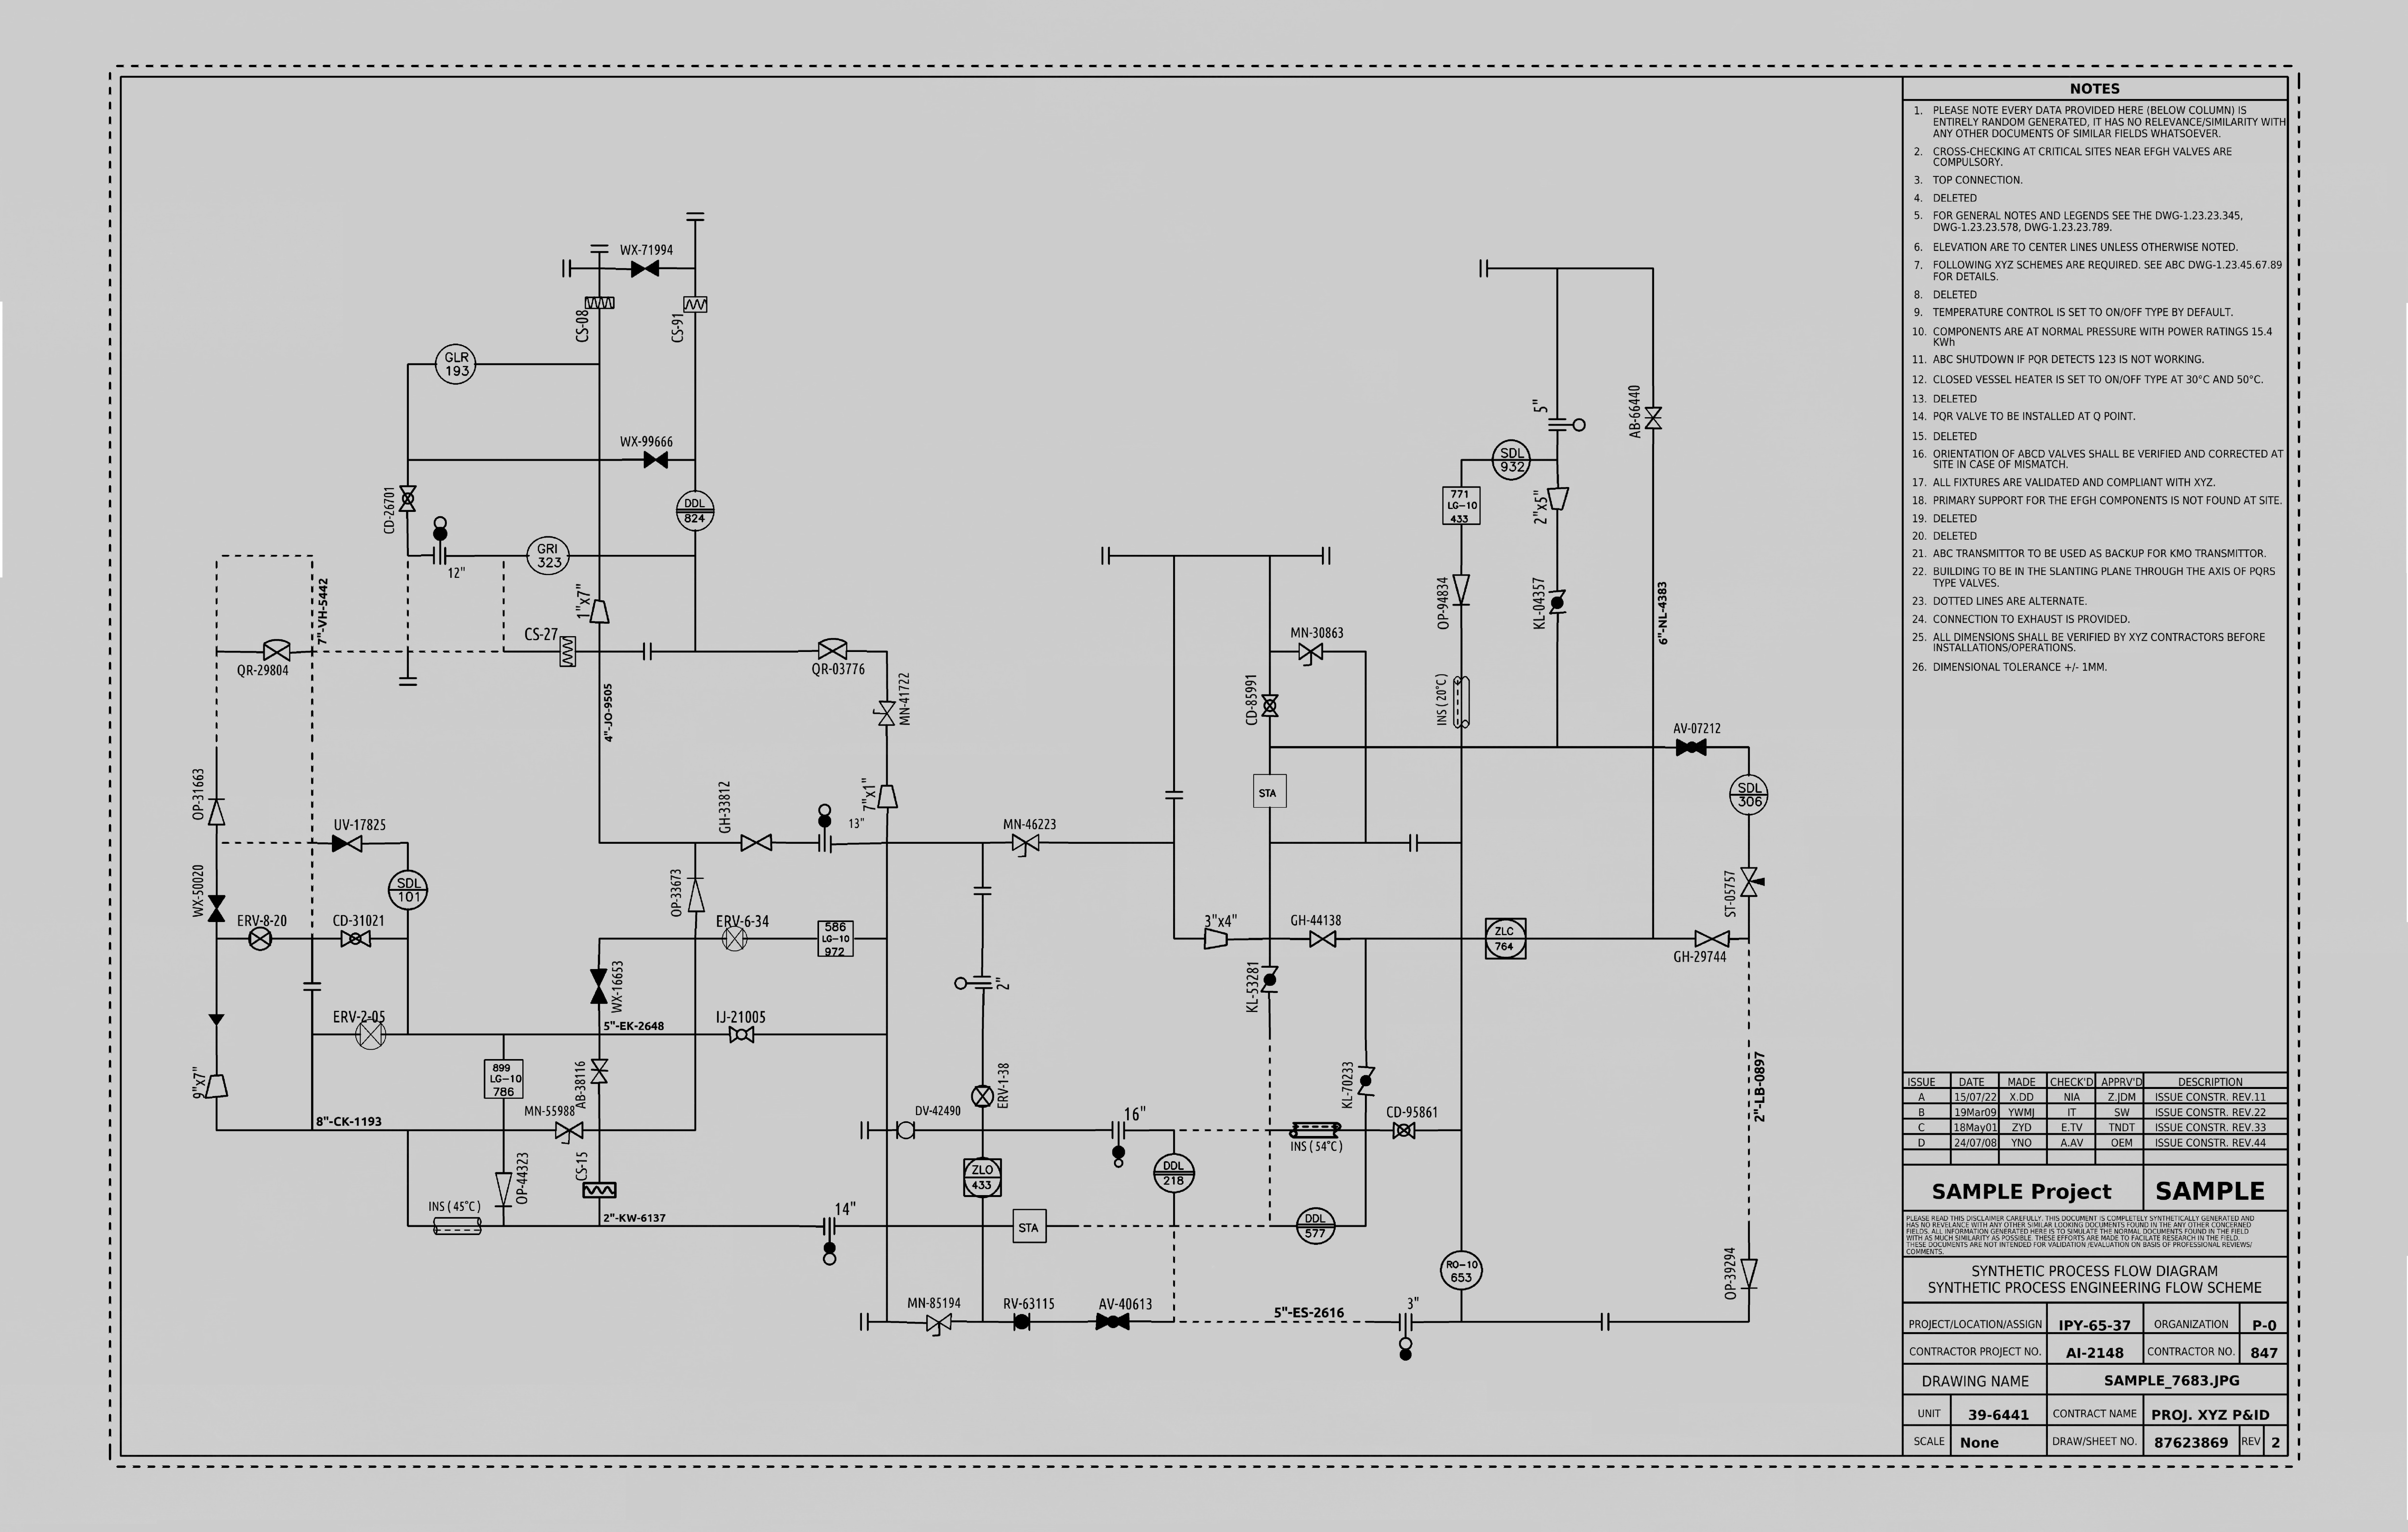 WX-71994
CS-08
CS-91
GLR
193
WX-99666
CD-26701
DDL
824
12"
GRI
323
1"x7"
7"-VH-5442
QR-29804
CS-27
QR-03776
4"-JO-9505
MN-41722
OP-31663
UV-17825
GH-33812
13"
7"x1"
MN-46223
SDL
101
WX-50020
ERV-8-20
CD-31021
OP-33673
ERV-6-34
586
LG-10
972
WX-16653
2"
ERV-2-05
5"-EK-2648
IJ-21005
9"x7"
899
LG-10
786
AB-38116
ERV-1-38
8"-CK-1193
MN-55988
DV-42490
16"
OP-44323
CS-15
ZLO
433
DDL
218
INS (45°C)
2"-KW-6137
14"
STA
MN-85194
RV-63115
AV-40613
5"
AB-66440
SDL
932
771
LG-10
433
2"x5"
OP-94834
KL-04357
6"-NL-4383
MN-30863
CD-85991
INS (20°C)
AV-07212
STA
SDL
306
ST-05757
3"x4"
GH-44138
ZLC
764
GH-29744
KL-53281
KL-70233
CD-95861
INS (54°C)
2"-LB-0897
DDL
577
RO-10
653
OP-39294
5"-ES-2616
3"
NOTES
1. PLEASE NOTE EVERY DATA PROVIDED HERE (BELOW COLUMN) IS
ENTIRELY RANDOM GENERATED, IT HAS NO RELEVANCE/SIMILARITY WITH
ANY OTHER DOCUMENTS OF SIMILAR FIELDS WHATSOEVER.
2. CROSS-CHECKING AT CRITICAL SITES NEAR EFGH VALVES ARE
COMPULSORY.
3. TOP CONNECTION.
4. DELETED
5. FOR GENERAL NOTES AND LEGENDS SEE THE DWG-1.23.23.345,
DWG-1.23.23.578, DWG-1.23.23.789.
6. ELEVATION ARE TO CENTER LINES UNLESS OTHERWISE NOTED.
7. FOLLOWING XYZ SCHEMES ARE REQUIRED. SEE ABC DWG-1.23.45.67.89
FOR DETAILS.
8. DELETED
9. TEMPERATURE CONTROL IS SET TO ON/OFF TYPE BY DEFAULT.
10. COMPONENTS ARE AT NORMAL PRESSURE WITH POWER RATINGS 15.4
KWh
11. ABC SHUTDOWN IF PQR DETECTS 123 IS NOT WORKING.
12. CLOSED VESSEL HEATER IS SET TO ON/OFF TYPE AT 30°C AND 50°C.
13. DELETED
14. PQR VALVE TO BE INSTALLED AT Q POINT.
15. DELETED
16. ORIENTATION OF ABCD VALVES SHALL BE VERIFIED AND CORRECTED AT
SITE IN CASE OF MISMATCH.
17. ALL FIXTURES ARE VALIDATED AND COMPLIANT WITH XYZ.
18. PRIMARY SUPPORT FOR THE EFGH COMPONENTS IS NOT FOUND AT SITE.
19. DELETED
20. DELETED
21. ABC TRANSMITTOR TO BE USED AS BACKUP FOR KMO TRANSMITTOR.
22. BUILDING TO BE IN THE SLANTING PLANE THROUGH THE AXIS OF PQRS
TYPE VALVES.
23. DOTTED LINES ARE ALTERNATE.
24. CONNECTION TO EXHAUST IS PROVIDED.
25. ALL DIMENSIONS SHALL BE VERIFIED BY XYZ CONTRACTORS BEFORE
INSTALLATIONS/OPERATIONS.
26. DIMENSIONAL TOLERANCE +/- 1MM.
ISSUE DATE MADE CHECK'D APPRV'D DESCRIPTION
A 15/07/22 X.DD NIA Z.JDM ISSUE CONSTR. REV.11
B 19Mar09 YWMJ IT SW ISSUE CONSTR. REV.22
C 18May01 ZYD E.TV TNDT ISSUE CONSTR. REV.33
D 24/07/08 YNO A.AV OEM ISSUE CONSTR. REV.44
SAMPLE Project SAMPLE
PLEASE READ THIS DISCLAIMER CAREFULLY. THIS DOCUMENT IS COMPLETELY SYNTHETICALLY GENERATED AND
HAS NO REVELANCE WITH ANY OTHER SIMILAR LOOKING DOCUMENTS FOUND IN THE ANY OTHER CONCERNED
FIELDS. ALL INFORMATION GENERATED HERE IS TO SIMULATE THE NORMAL DOCUMENTS FOUND IN THE FIELD
WITH AS MUCH SIMILARITY AS POSSIBLE. THESE EFFORTS ARE MADE TO FACILATE RESEARCH IN THE FIELD.
THESE DOCUMENTS ARE NOT INTENDED FOR VALIDATION /EVALUATION ON BASIS OF PROFESSIONAL REVIEWS/
COMMENTS.
SYNTHETIC PROCESS FLOW DIAGRAM
SYNTHETIC PROCESS ENGINEERING FLOW SCHEME
PROJECT/LOCATION/ASSIGN IPY-65-37 ORGANIZATION P-0
CONTRACTOR PROJECT NO. AI-2148 CONTRACTOR NO. 847
DRAWING NAME SAMPLE_7683.JPG
UNIT 39-6441 CONTRACT NAME PROJ. XYZ P&ID
SCALE None DRAW/SHEET NO. 87623869 REV 2